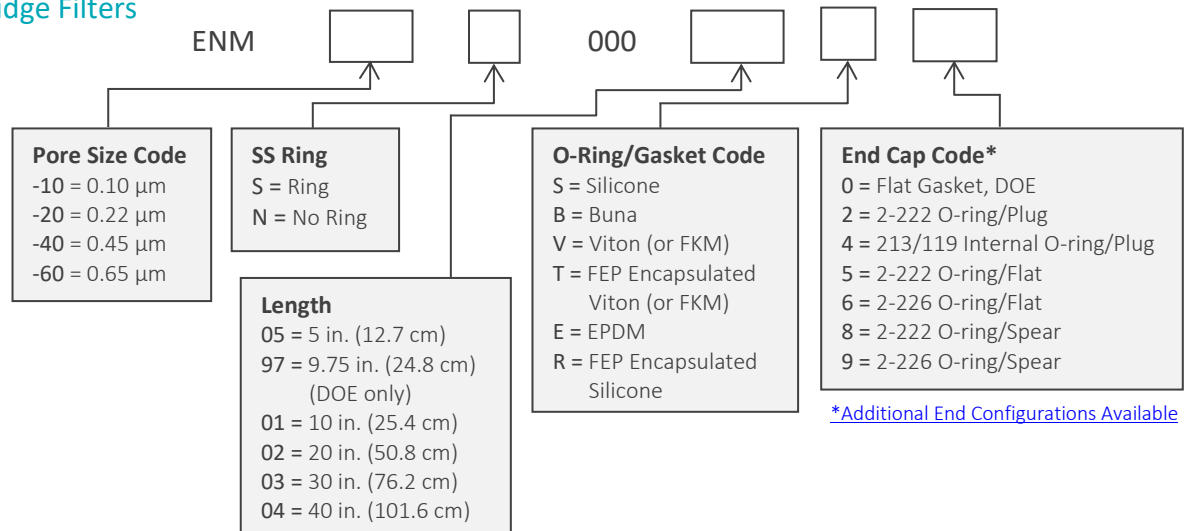 idge Filters
ENM 000
Pore Size Code
-10 = 0.10 µm
-20 = 0.22 µm
-40 = 0.45 µm
-60 = 0.65 µm
SS Ring
S = Ring
N = No Ring
Length
05 = 5 in. (12.7 cm)
97 = 9.75 in. (24.8 cm)
(DOE only)
01 = 10 in. (25.4 cm)
02 = 20 in. (50.8 cm)
03 = 30 in. (76.2 cm)
04 = 40 in. (101.6 cm)
O-Ring/Gasket Code
S = Silicone
B = Buna
V = Viton (or FKM)
T = FEP Encapsulated
Viton (or FKM)
E = EPDM
R = FEP Encapsulated
Silicone
End Cap Code*
0 = Flat Gasket, DOE
2 = 2-222 O-ring/Plug
4 = 213/119 Internal O-ring/Plug
5 = 2-222 O-ring/Flat
6 = 2-226 O-ring/Flat
8 = 2-222 O-ring/Spear
9 = 2-226 O-ring/Spear
*Additional End Configurations Available